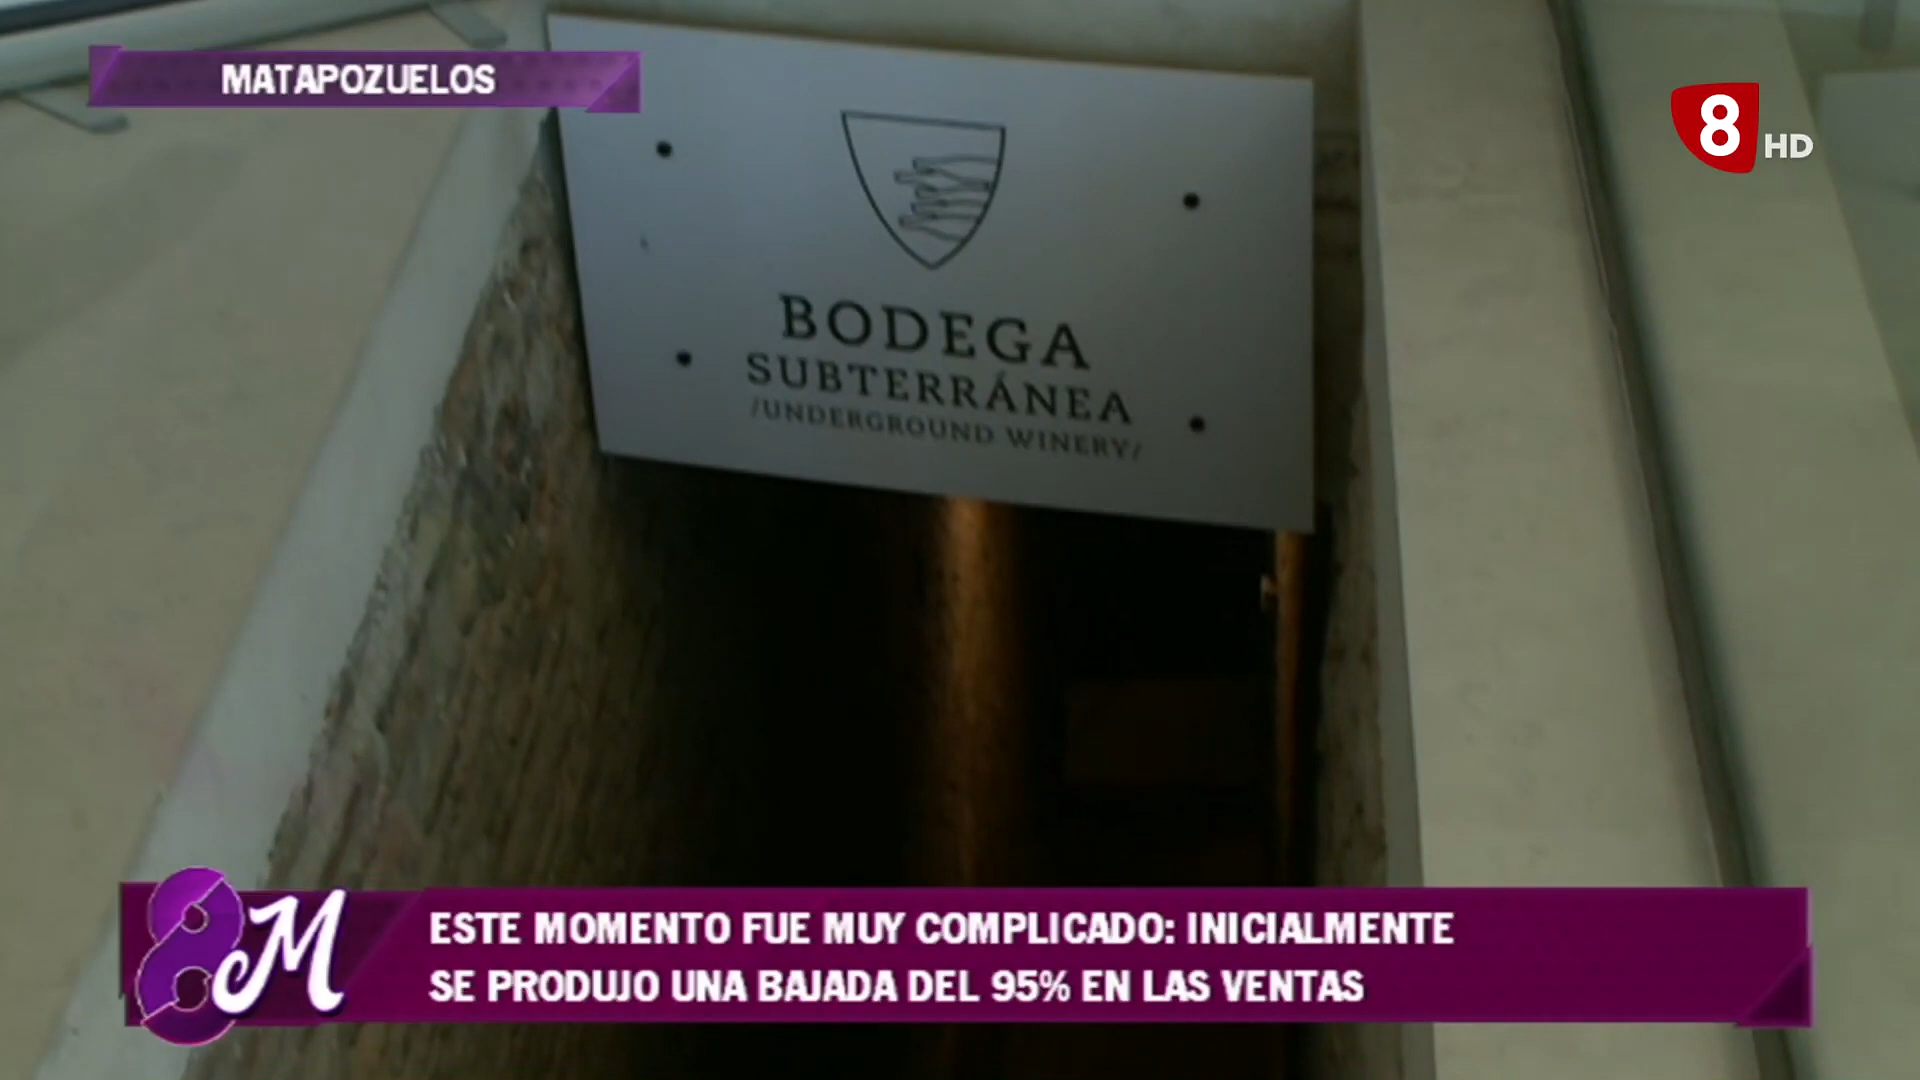 MATAPOZUELOS
8 HD
BODEGA
SUBTERRÁNEA
/UNDERGROUND WINERY/
8M
ESTE MOMENTO FUE MUY COMPLICADO: INICIALMENTE
SE PRODUJO UNA BAJADA DEL 95% EN LAS VENTAS